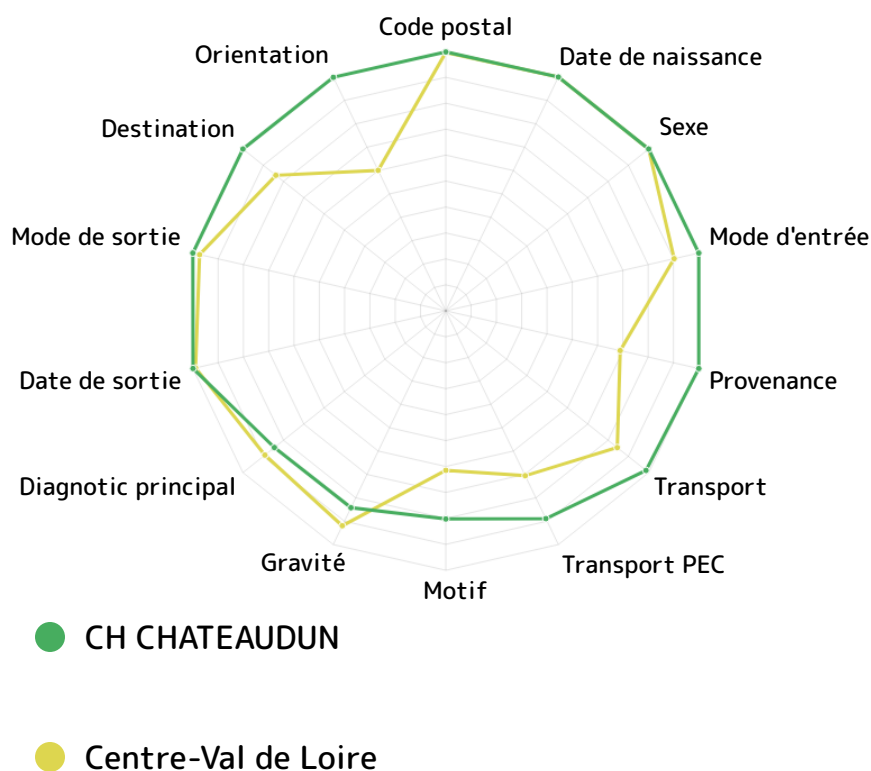 Code postal
Orientation
Date de naissance
Destination
Sexe
Mode de sortie
Mode d'entrée
Date de sortie
Provenance
Diagnotic principal
Transport
Gravité
Transport PEC
Motif
CH CHATEAUDUN
Centre-Val de Loire